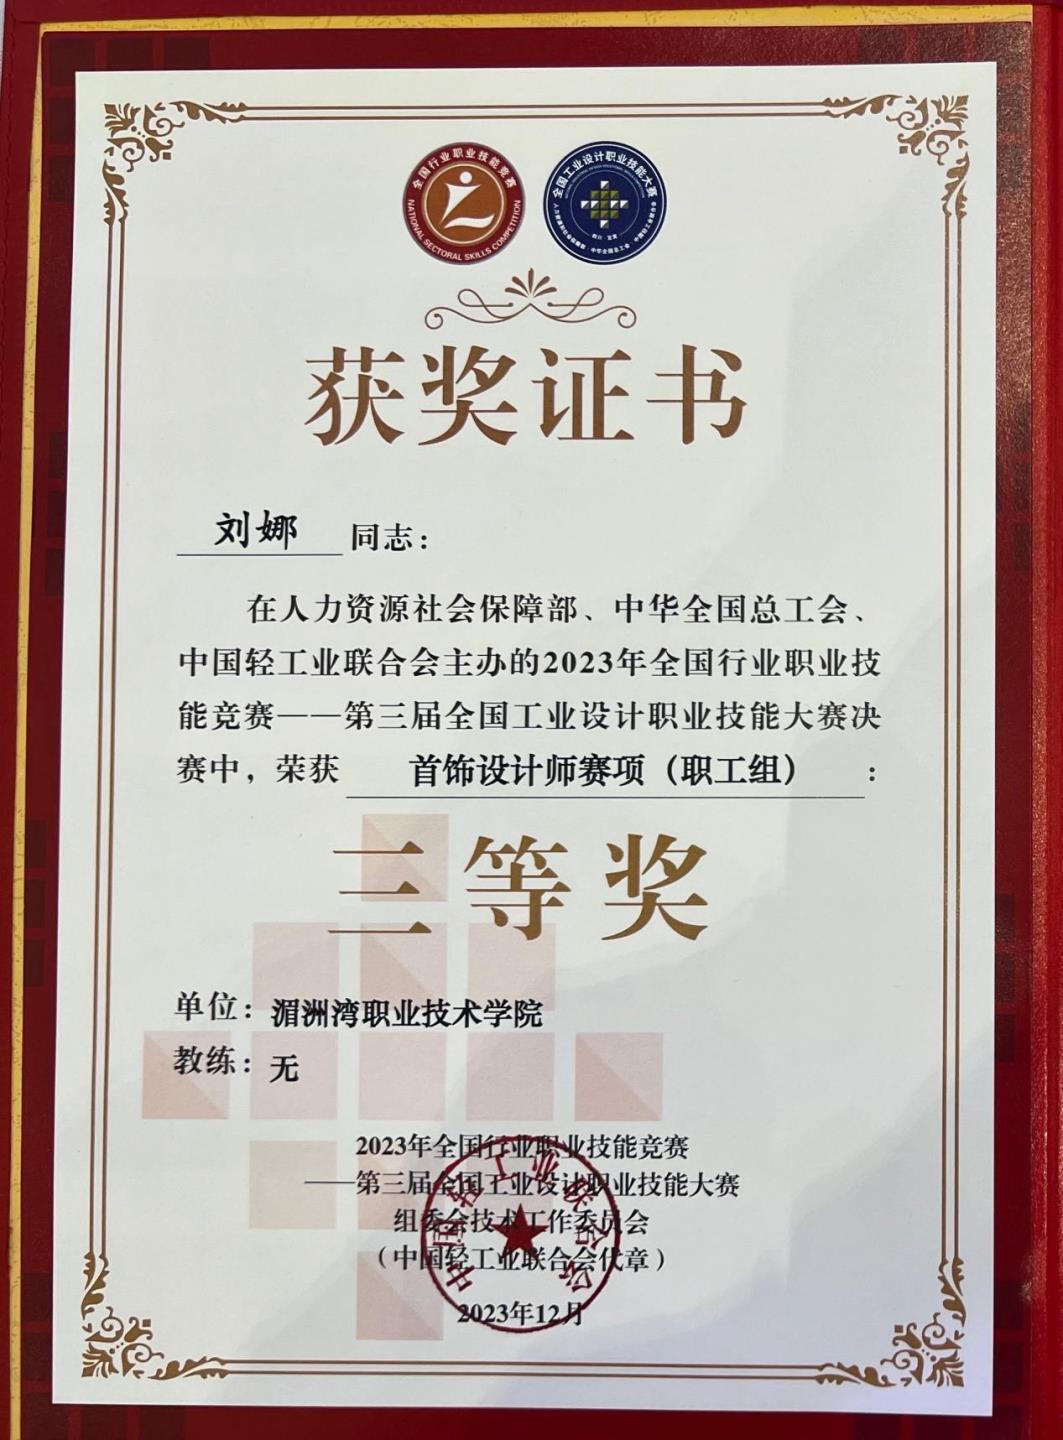 全国行业职业技能竞赛
NATIONAL SECTORAL SKILLS COMPETITION
全国工业设计职业技能大赛
获奖证书
刘娜 同志：
在人力资源社会保障部、中华全国总工会、
中国轻工业联合会主办的2023年全国行业职业技
能竞赛——第三届全国工业设计职业技能大赛决
赛中，荣获 首饰设计师赛项（职工组） ：
三等奖
单位：湄洲湾职业技术学院
教练：无
2023年全国行业职业技能竞赛
——第三届全国工业设计职业技能大赛
组委会技术工作委员会
（中国轻工业联合会代章）
2023年12月
中国轻工业联合会